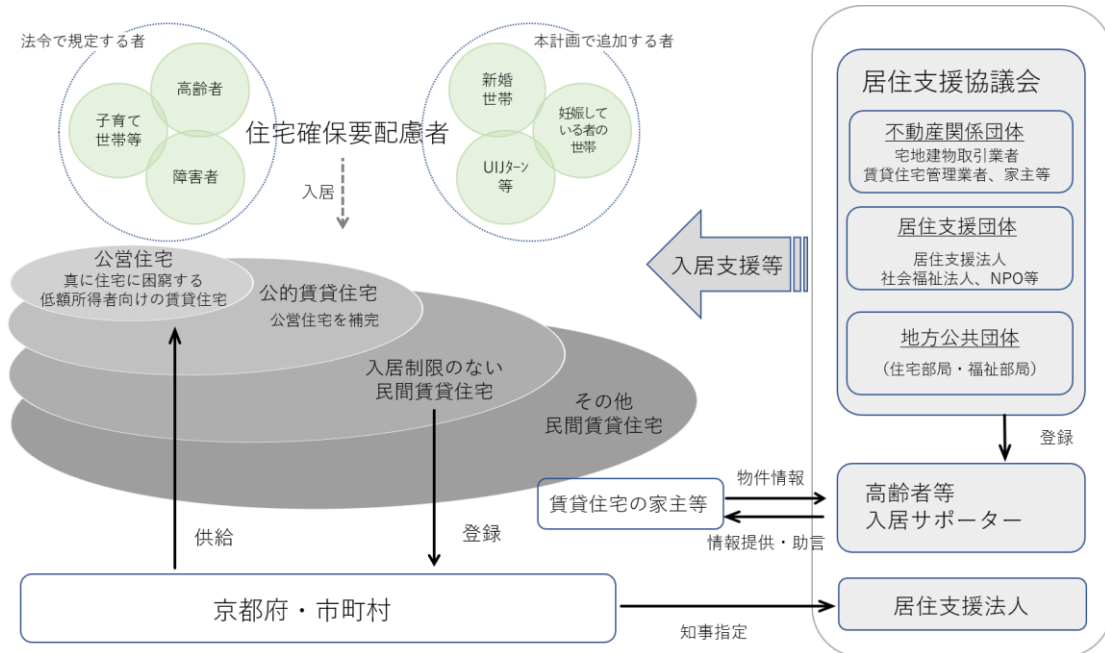 法令で規定する者
高齢者
子育て
世帯等
障害者
本計画で追加する者
新婚
世帯
妊娠して
いる者の
世帯
UIJターン
等
住宅確保要配慮者
入居
公営住宅
真に住宅に困窮する
低額所得者向けの賃貸住宅
公的賃貸住宅
公営住宅を補完
入居制限のない
民間賃貸住宅
その他
民間賃貸住宅
入居支援等
居住支援協議会
不動産関係団体
宅地建物取引業者
賃貸住宅管理業者、家主等
居住支援団体
居住支援法人
社会福祉法人、NPO等
地方公共団体
（住宅部局・福祉部局）
登録
物件情報
賃貸住宅の家主等
情報提供・助言
高齢者等
入居サポーター
供給
登録
京都府・市町村
知事指定
居住支援法人